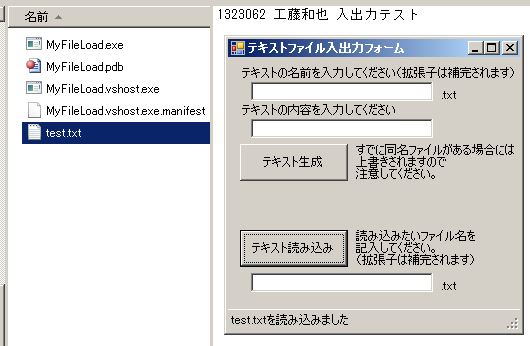 名前
MyFileLoad.exe
MyFileLoad.pdb
MyFileLoad.vshost.exe
MyFileLoad.vshost.exe.manifest
test.txt
1323062 工藤和也 入出力テスト
テキストファイル入出力フォーム
テキストの名前を入力してください(拡張子は補完されます)
.txt
テキストの内容を入力してください
テキスト生成
すでに同名ファイルがある場合には
上書きされますので
注意してください。
テキスト読み込み
読み込みたいファイル名を
記入してください。
(拡張子は補完されます)
.txt
test.txtを読み込みました